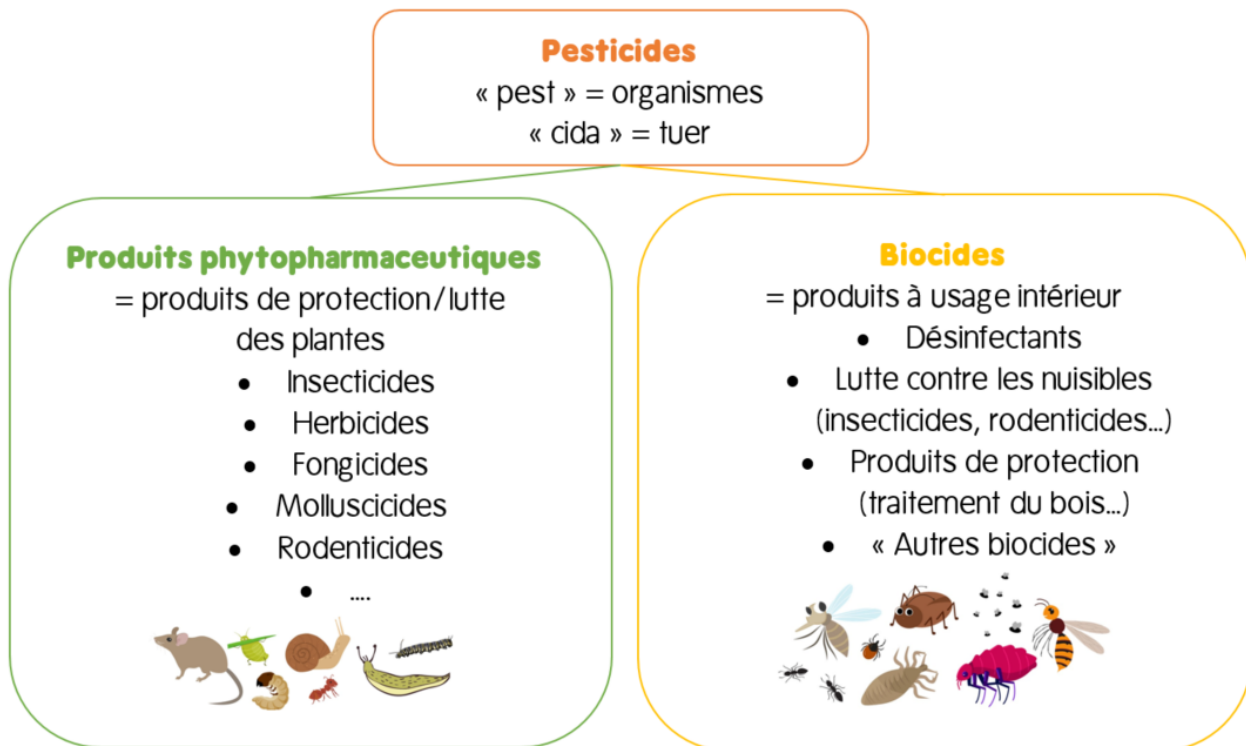 Pesticides
« pest » = organismes
« cida » = tuer
Produits phytopharmaceutiques
= produits de protection/lutte
des plantes
• Insecticides
• Herbicides
• Fongicides
• Molluscicides
• Rodenticides
• ....
Biocides
= produits à usage intérieur
• Désinfectants
• Lutte contre les nuisibles
(insecticides, rodenticides...)
• Produits de protection
(traitement du bois...)
• « Autres biocides »